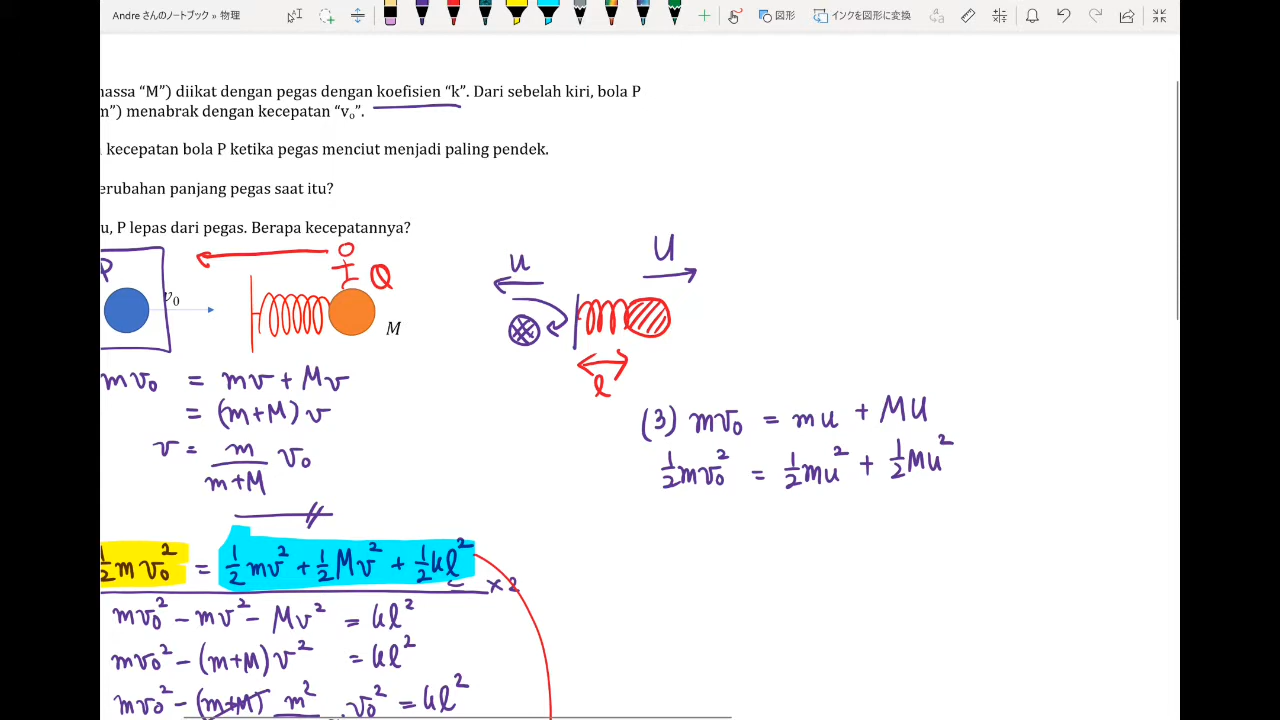 Andre さんのノートブック » 物理
図形
インクを図形に変換
massa “M”) diikat dengan pegas dengan koefisien “k”. Dari sebelah kiri, bola P
m”) menabrak dengan kecepatan “v₀”.
kecepatan bola P ketika pegas menciut menjadi paling pendek.
erubahan panjang pegas saat itu?
u, P lepas dari pegas. Berapa kecepatannya?
P
v₀
Q
M
u
U
l
mv₀ = mv + Mv
= (m+M) v
v = m/(m+M) v₀
(3) mv₀ = mu + MU
½mv₀² = ½mu² + ½Mu²
½mv₀² = ½mv² + ½Mv² + ½kl²
×2
mv₀² − mv² − Mv² = kl²
mv₀² − (m+M)v² = kl²
mv₀² − (m+M) m² · v₀² = kl²